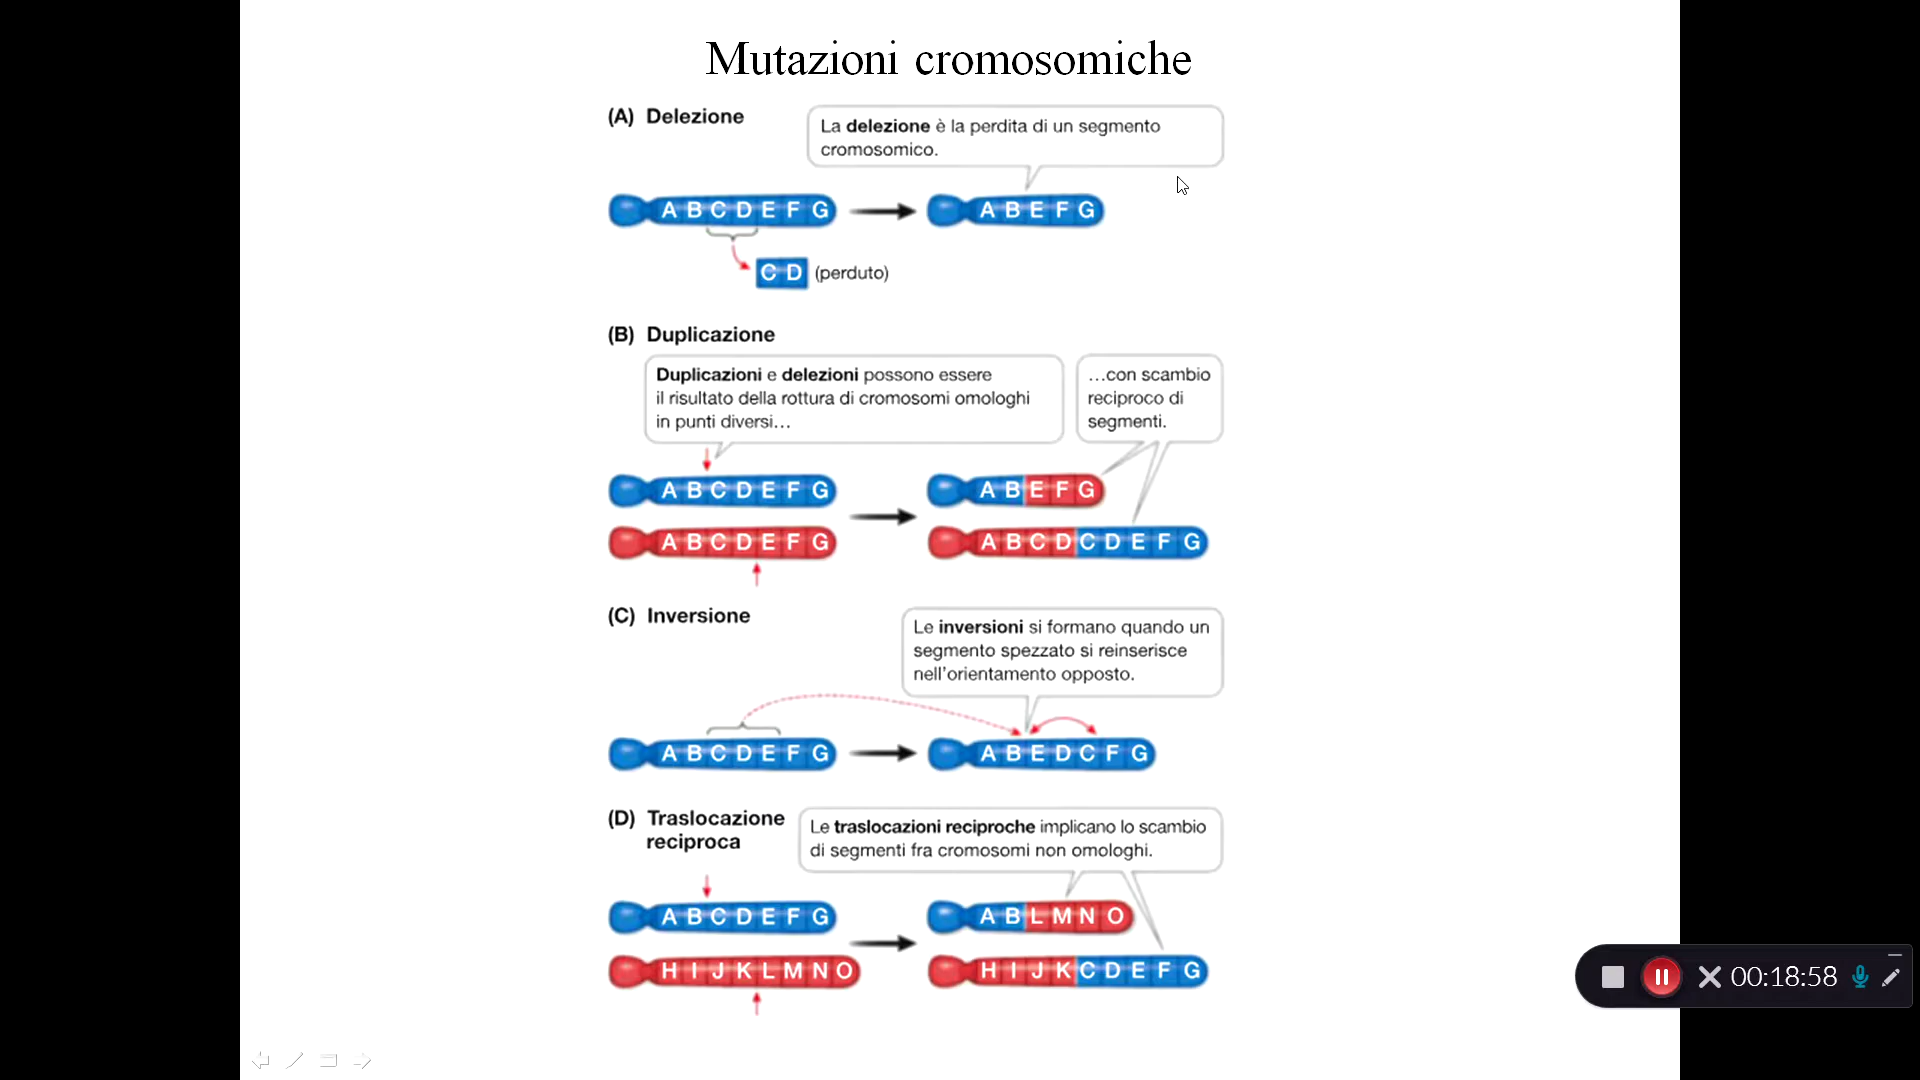 Mutazioni cromosomiche
(A) Delezione
La delezione è la perdita di un segmento
cromosomico.
A B C D E F G
A B E F G
C D (perduto)
(B) Duplicazione
Duplicazioni e delezioni possono essere
il risultato della rottura di cromosomi omologhi
in punti diversi...
...con scambio
reciproco di
segmenti.
A B C D E F G
A B E F G
A B C D E F G
A B C D C D E F G
(C) Inversione
Le inversioni si formano quando un
segmento spezzato si reinserisce
nell'orientamento opposto.
A B C D E F G
A B E D C F G
(D) Traslocazione
reciproca
Le traslocazioni reciproche implicano lo scambio
di segmenti fra cromosomi non omologhi.
A B C D E F G
A B L M N O
H I J K L M N O
H I J K C D E F G
00:18:58